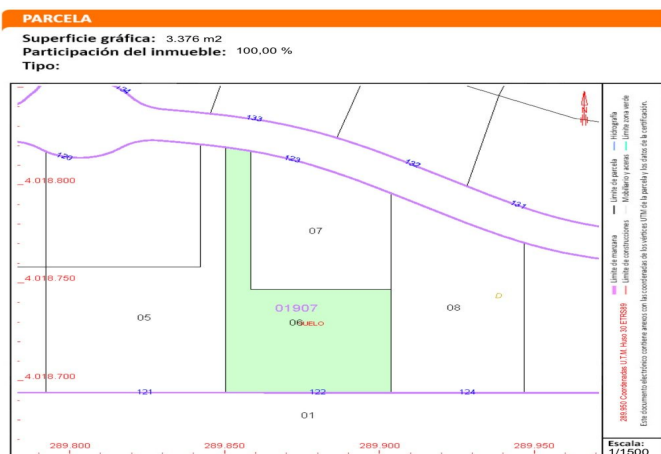 PARCELA
Superficie gráfica: 3.376 m2
Participación del inmueble: 100,00 %
Tipo:
134
133
120
123
132
4.018.800
131
07
4.018.750
01907
08
D
05
06
SUELO
4.018.700
121
122
124
01
289.800
289.850
289.900
289.950
289.950 Coordenadas U.T.M. Huso 30 ETRS89
Límite de manzana
Límite de parcela
Hidrografía
Límite de construcciones
Mobiliario y aceras
Límite zona verde
Este documento electrónico contiene anexos con las coordenadas de los vértices UTM de la parcela y los datos de la certificación.
Escala:
1/1500